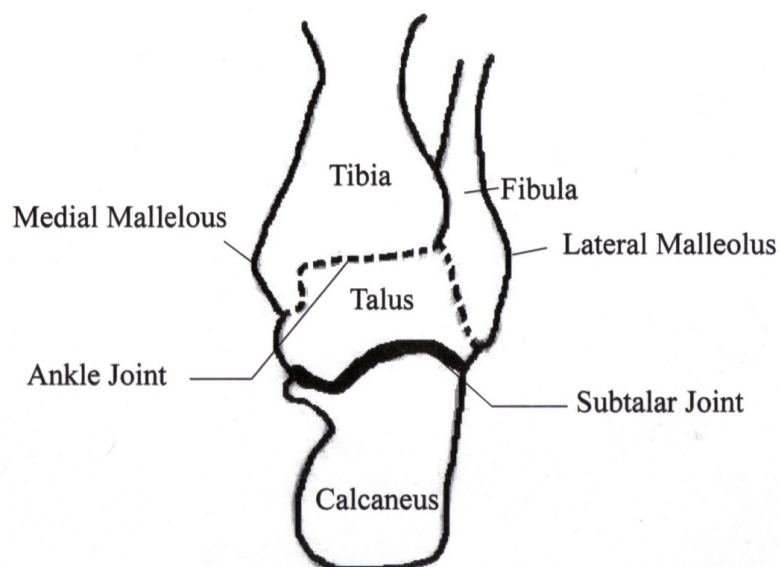 Tibia
Fibula
Medial Mallelous
Lateral Malleolus
Talus
Ankle Joint
Subtalar Joint
Calcaneus